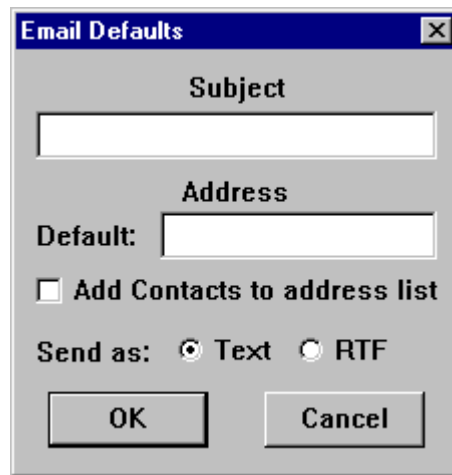 Email Defaults
Subject
Address
Default:
Add Contacts to address list
Send as: Text RTF
OK Cancel